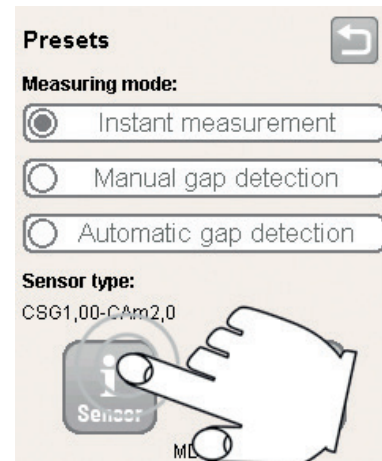 Presets
Measuring mode:
Instant measurement
Manual gap detection
Automatic gap detection
Sensor type:
CSG1,00-CAm2,0
Sensor